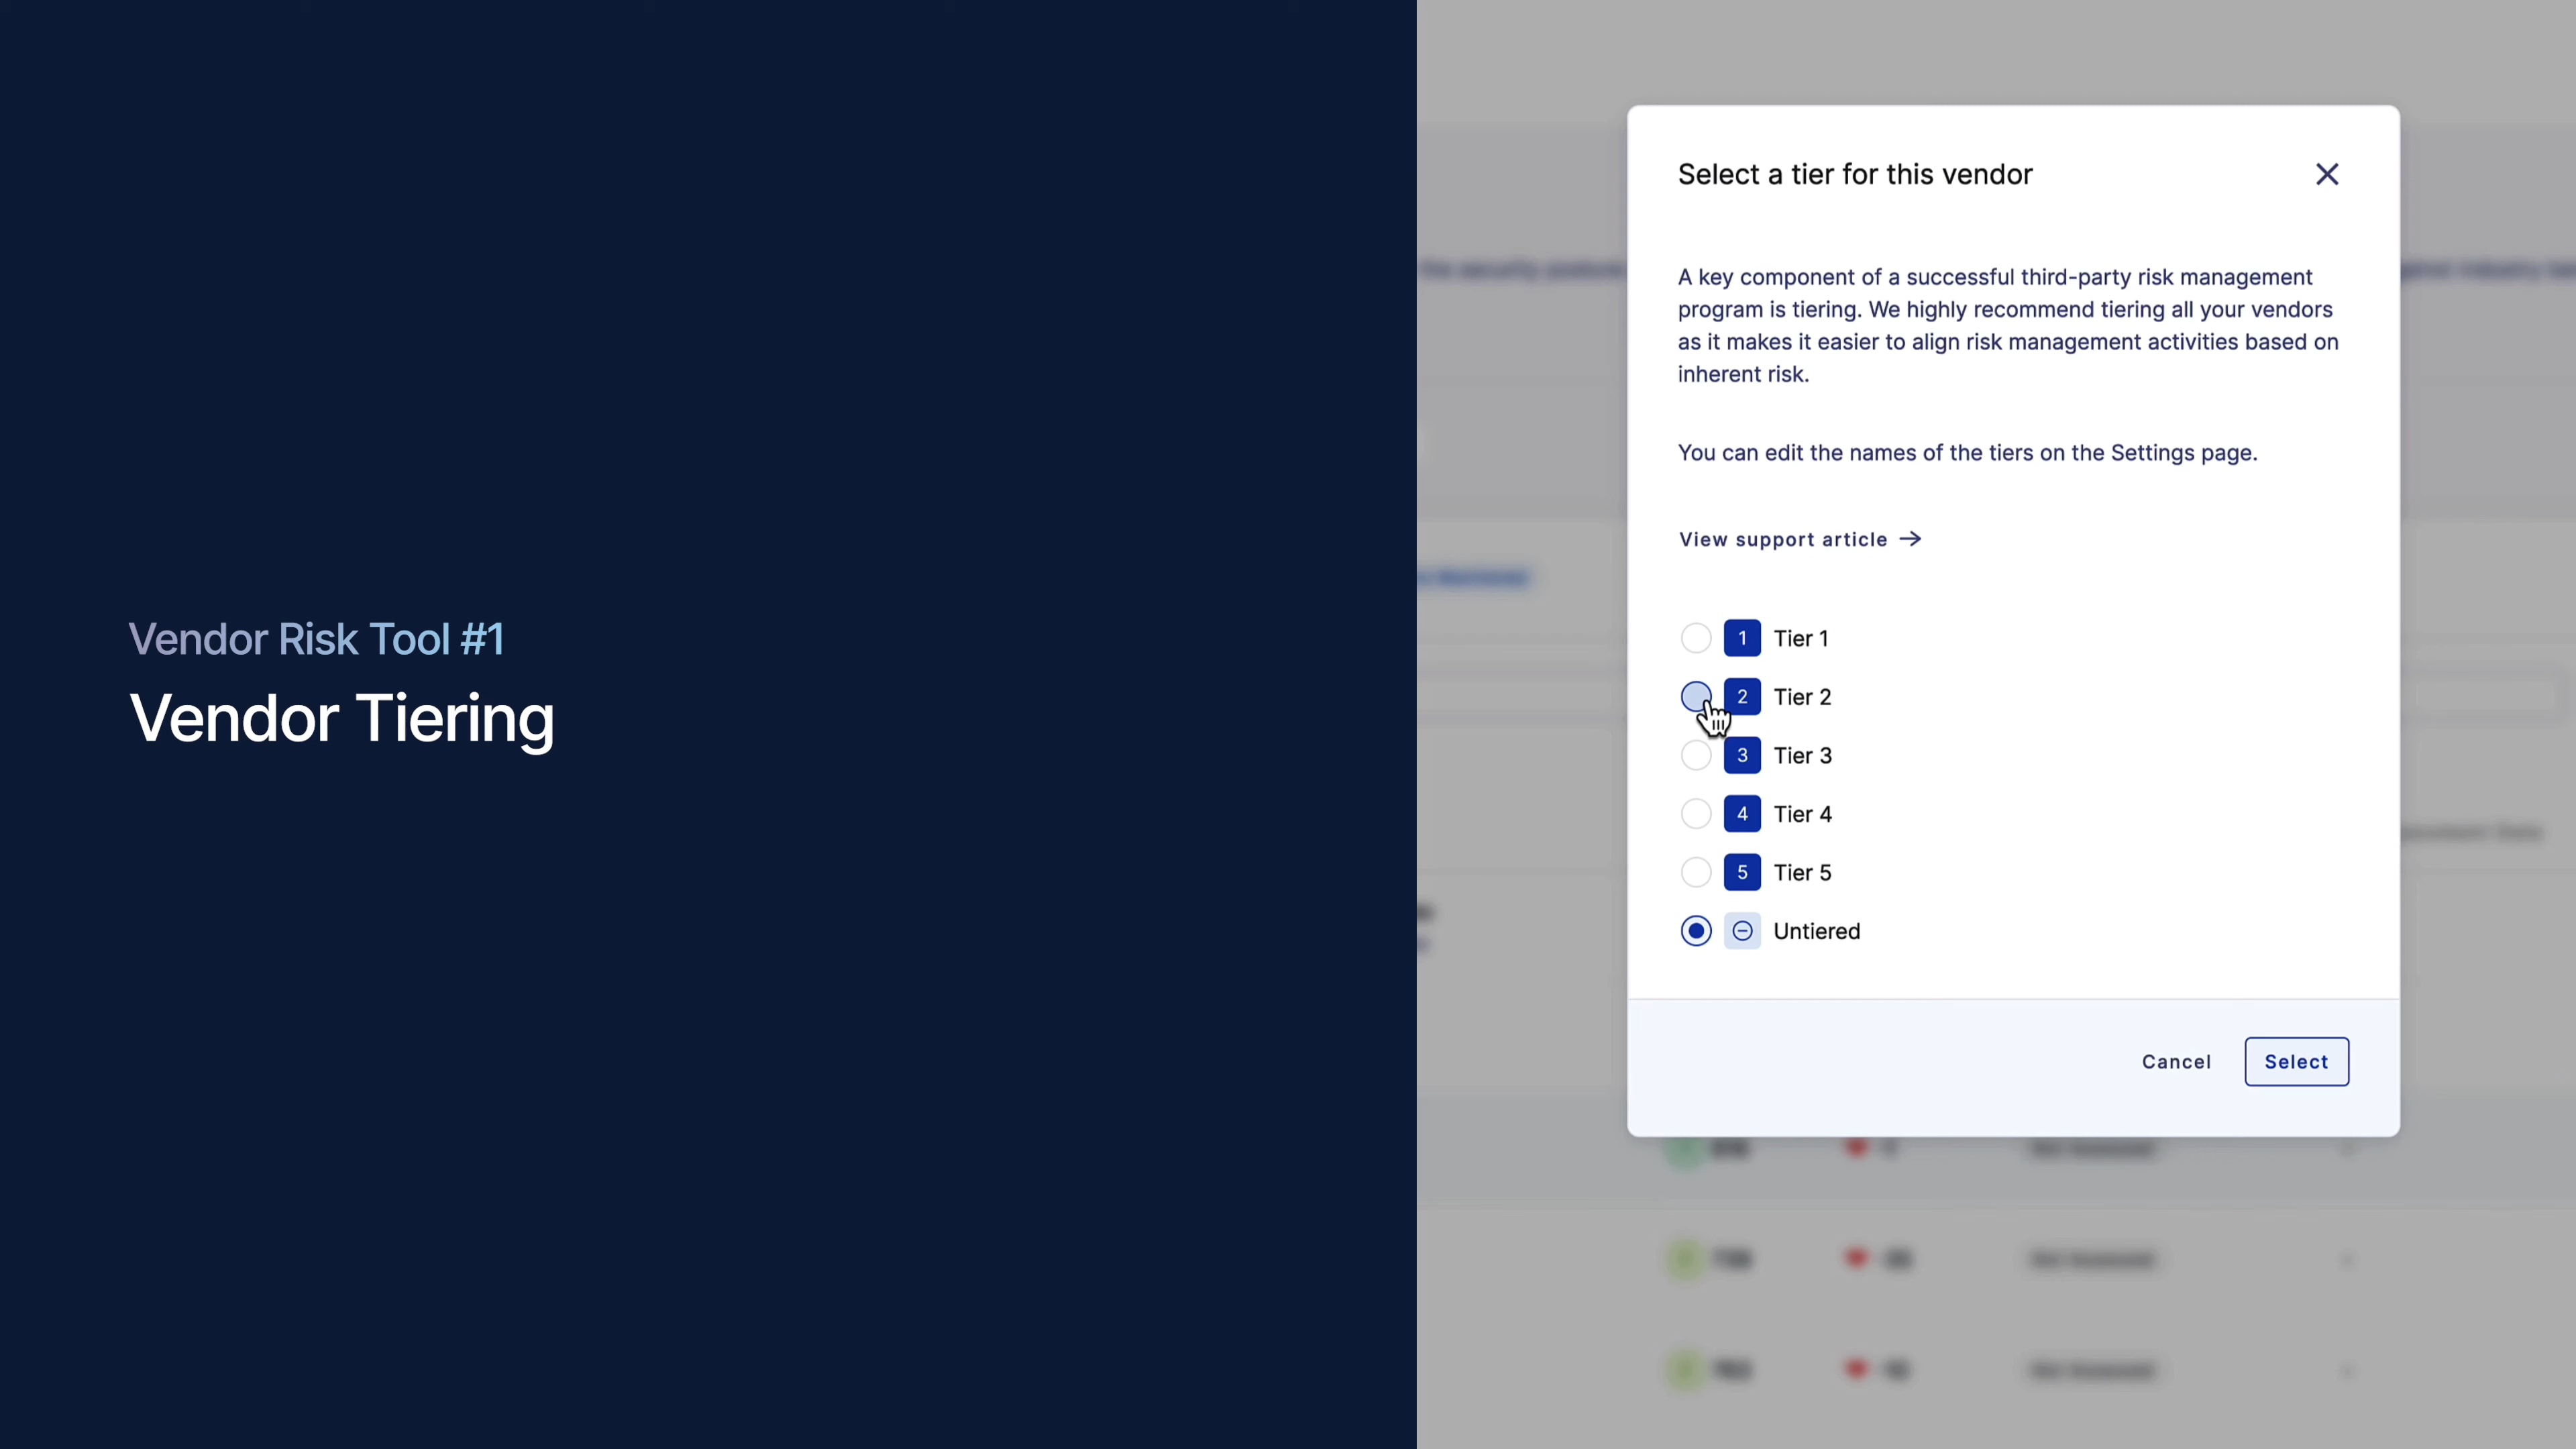 Vendor Risk Tool #1
Vendor Tiering
Select a tier for this vendor
A key component of a successful third-party risk management
program is tiering. We highly recommend tiering all your vendors
as it makes it easier to align risk management activities based on
inherent risk.
You can edit the names of the tiers on the Settings page.
View support article →
1 Tier 1
2 Tier 2
3 Tier 3
4 Tier 4
5 Tier 5
Untiered
Cancel Select